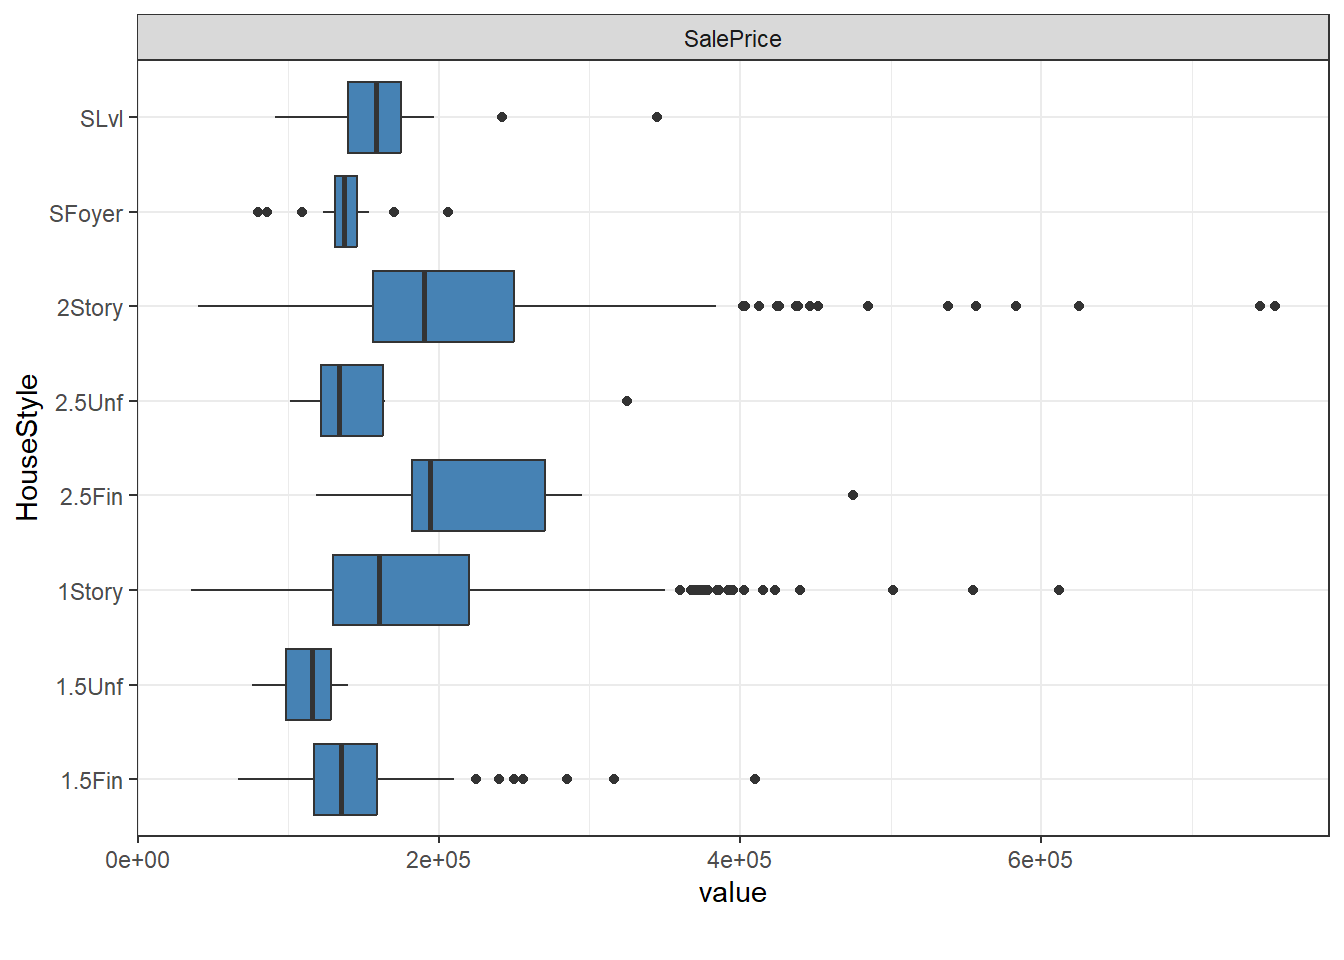 SalePrice
SLvl
SFoyer
2Story
2.5Unf
2.5Fin
1Story
1.5Unf
1.5Fin
HouseStyle
0e+00 2e+05 4e+05 6e+05
value